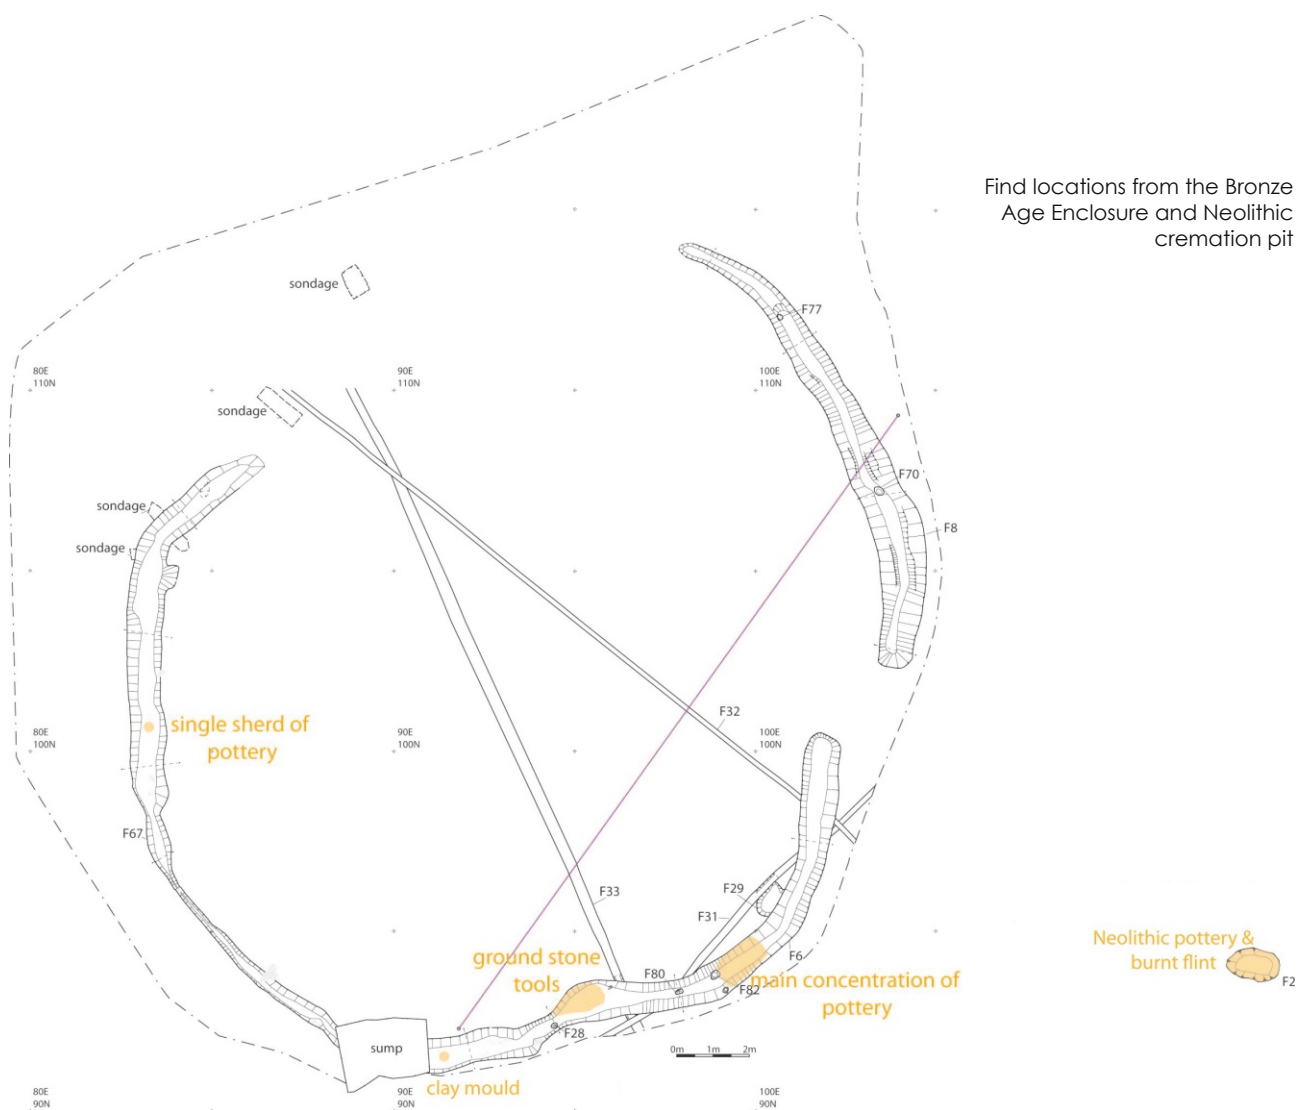 Find locations from the Bronze
Age Enclosure and Neolithic
cremation pit
sondage
F77
80E
110N
90E
110N
100E
110N
sondage
F70
sondage
F8
sondage
single sherd of
pottery
F32
80E
100N
90E
100N
100E
100N
F67
F33
F29
F31
ground stone
tools
F80
F6
F82
main concentration of
pottery
Neolithic pottery &
burnt flint
F2
F28
sump
0m
1m
2m
clay mould
80E
90N
90E
90N
100E
90N